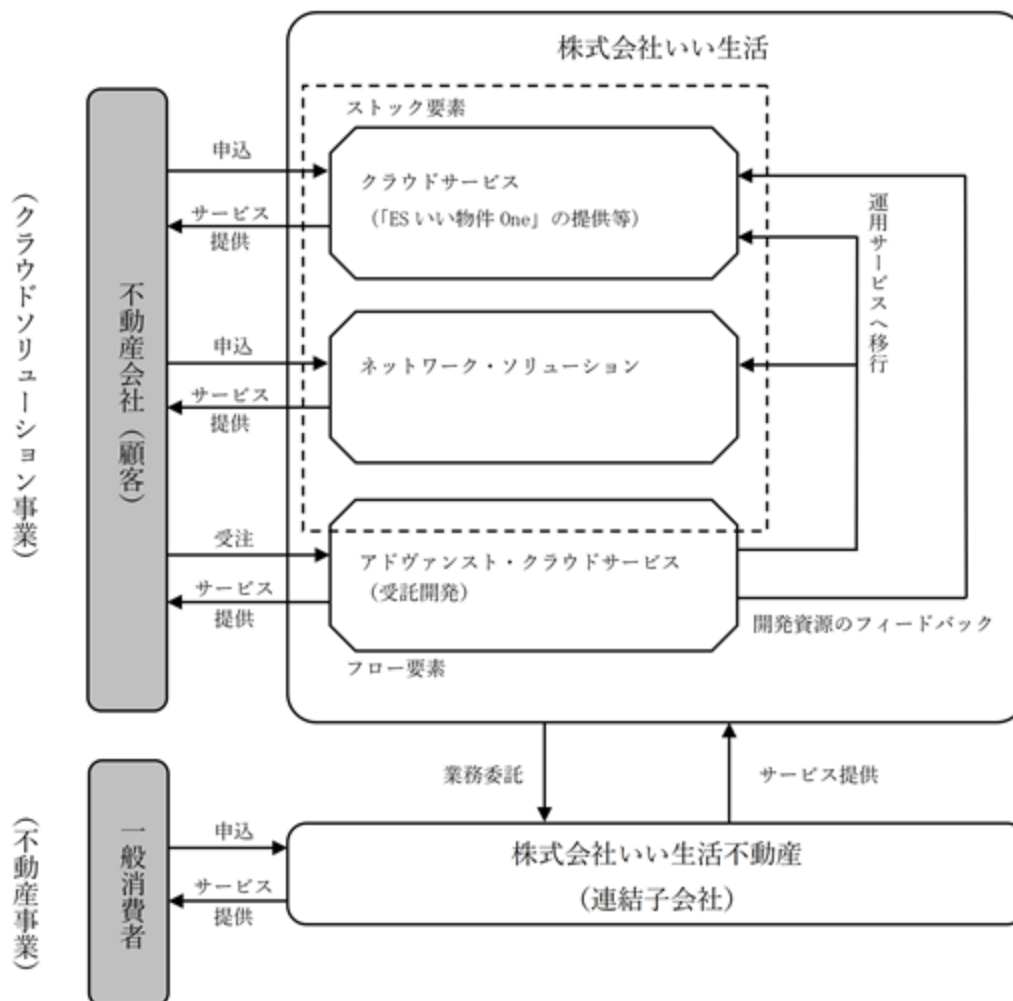 株式会社いい生活
ストック要素
申込
クラウドサービス
（「ES いい物件 One」の提供等）
サービス
提供
運用サービスへ移行
（クラウドソリューション事業）
不動産会社（顧客）
申込
ネットワーク・ソリューション
サービス
提供
受注
アドヴァンスト・クラウドサービス
（受託開発）
サービス
提供
開発資源のフィードバック
フロー要素
業務委託
サービス提供
（不動産事業）
一般消費者
申込
サービス
提供
株式会社いい生活不動産
（連結子会社）